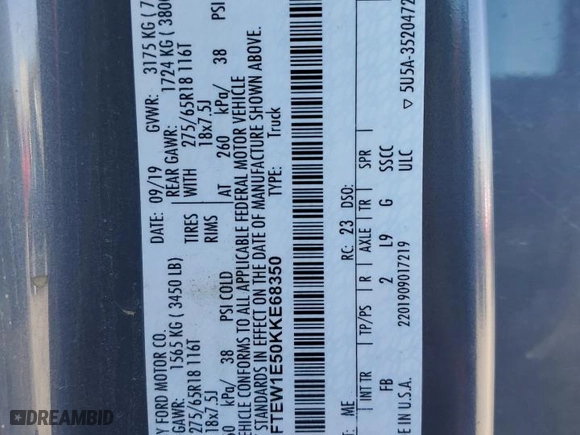 Y FORD MOTOR CO.
DATE: 09/19 GVWR: 3175 KG (7
GAWR: REAR GAWR:
1565 KG (3450 LB) 1724 KG (3800
275/65R18 116T TIRES WITH 275/65R18 116T
18x7.5J RIMS 18x7.5J
60 kPa/ 38 PSI COLD AT 260 kPa/ 38 PSI
VEHICLE CONFORMS TO ALL APPLICABLE FEDERAL MOTOR VEHICLE
STANDARDS IN EFFECT ON THE DATE OF MANUFACTURE SHOWN ABOVE.
FTEW1E50KKE68350 TYPE: Truck
T: ME RC: 23 DSO:
INT TR TP/PS R AXLE TR SPR
FB 2 L9 G SSCC
2201909017219 ULC
E IN U.S.A. ▽ 5U5A-3520472